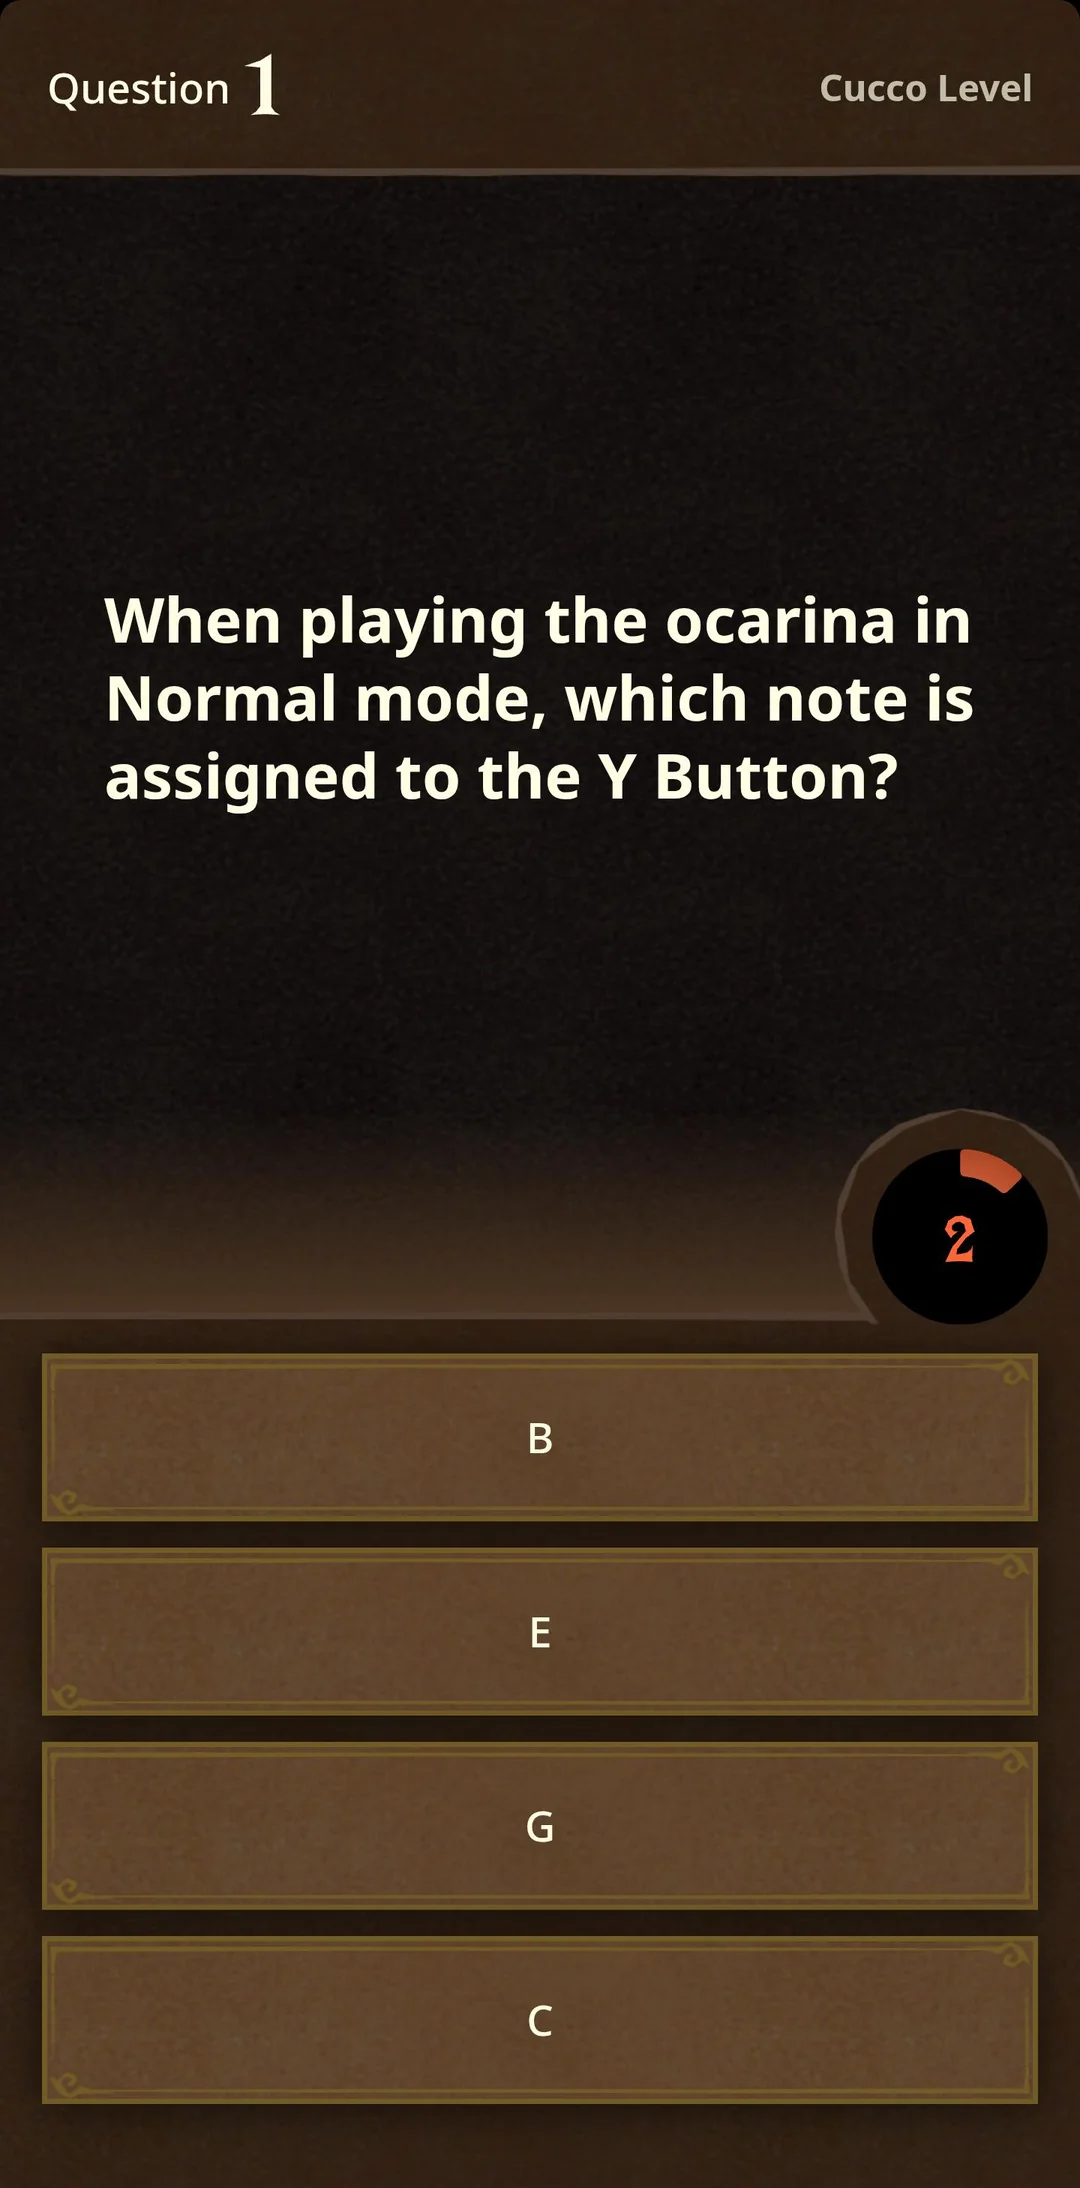 Question 1
Cucco Level
When playing the ocarina in
Normal mode, which note is
assigned to the Y Button?
2
B
E
G
C